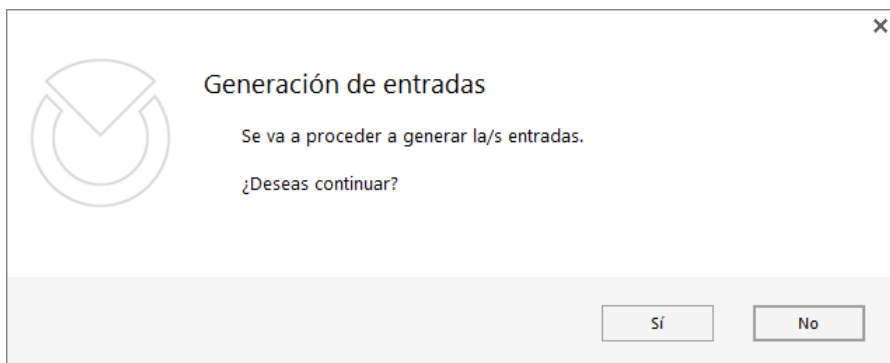 Generación de entradas
Se va a proceder a generar la/s entradas.
¿Deseas continuar?
Sí
No